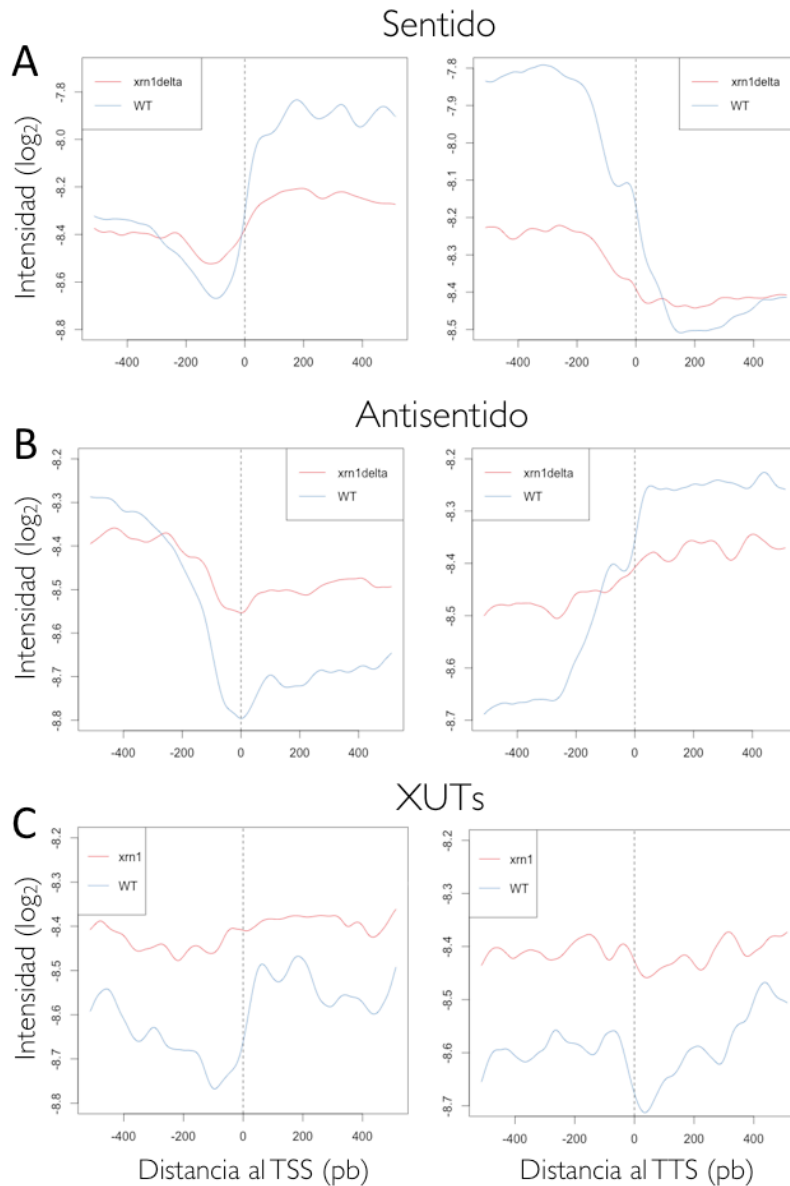 Sentido
A
xrn1delta
WT
xrn1delta
WT
Intensidad (log2)
-7.8
-8.0
-8.2
-8.4
-8.6
-8.8
-7.8
-7.9
-8.0
-8.1
-8.2
-8.3
-8.4
-8.5
-400 -200 0 200 400
-400 -200 0 200 400
Antisentido
B
xrn1delta
WT
xrn1delta
WT
Intensidad (log2)
-8.2
-8.3
-8.4
-8.5
-8.6
-8.7
-8.8
-8.2
-8.3
-8.4
-8.5
-8.6
-8.7
-400 -200 0 200 400
-400 -200 0 200 400
XUTs
C
xrn1
WT
xrn1
WT
Intensidad (log2)
-8.2
-8.3
-8.4
-8.5
-8.6
-8.7
-8.8
-8.2
-8.3
-8.4
-8.5
-8.6
-8.7
-400 -200 0 200 400
-400 -200 0 200 400
Distancia al TSS (pb)
Distancia al TTS (pb)